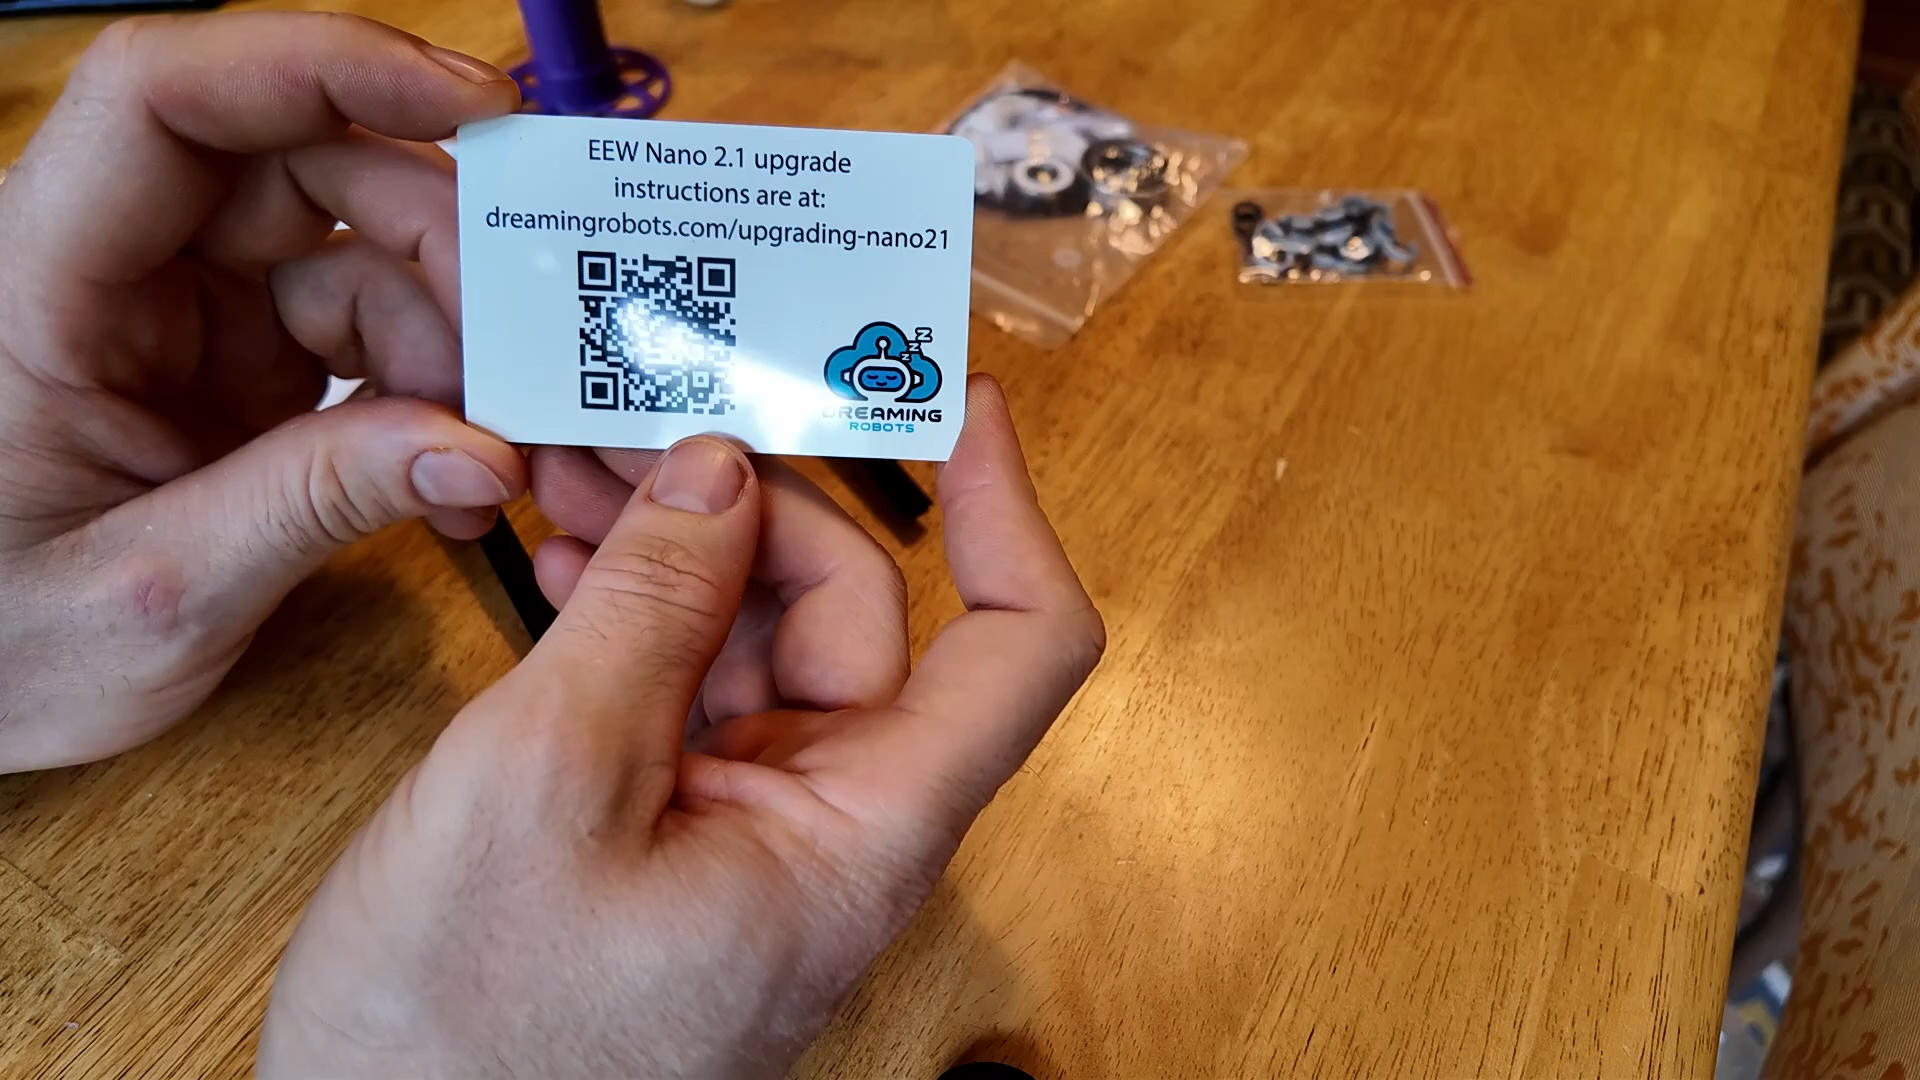 EEW Nano 2.1 upgrade
instructions are at:
dreamingrobots.com/upgrading-nano21
z z z
DREAMING
ROBOTS